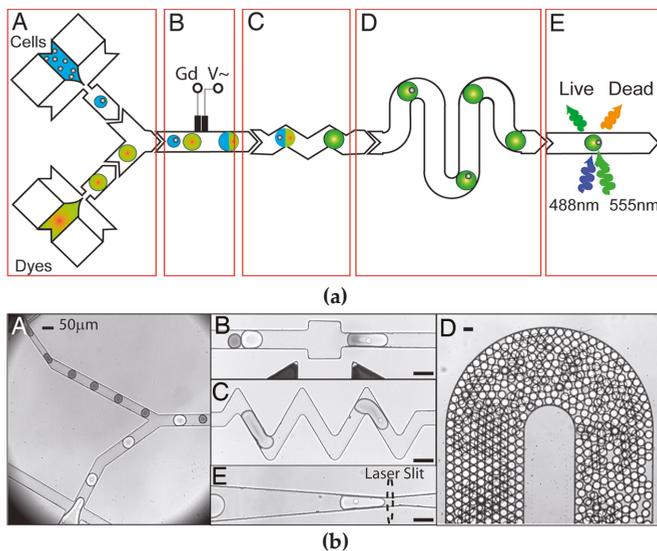 A B C D E
Cells
Gd V~
Live Dead
488nm 555nm
Dyes
(a)
A 50μm
B
D
C
E
Laser Slit
(b)